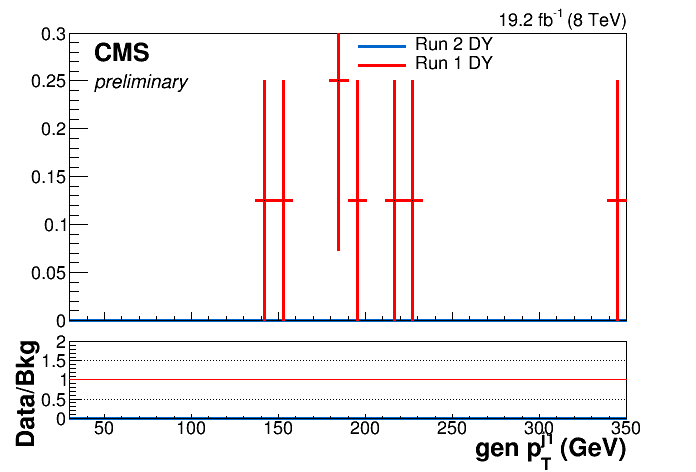 19.2 fb⁻¹ (8 TeV)
CMS
preliminary
Run 2 DY
Run 1 DY
0.3
0.25
0.2
0.15
0.1
0.05
0
Data/Bkg
2
1.5
1
0.5
0
50 100 150 200 250 300 350
gen p_T^{j1} (GeV)